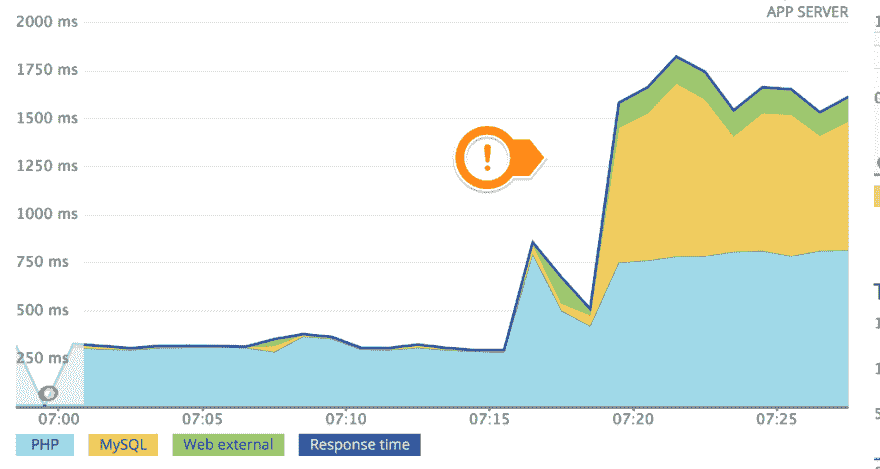 APP SERVER
2000 ms
1750 ms
1500 ms
1250 ms
1000 ms
750 ms
500 ms
250 ms
07:00 07:05 07:10 07:15 07:20 07:25
PHP MySQL Web external Response time
!